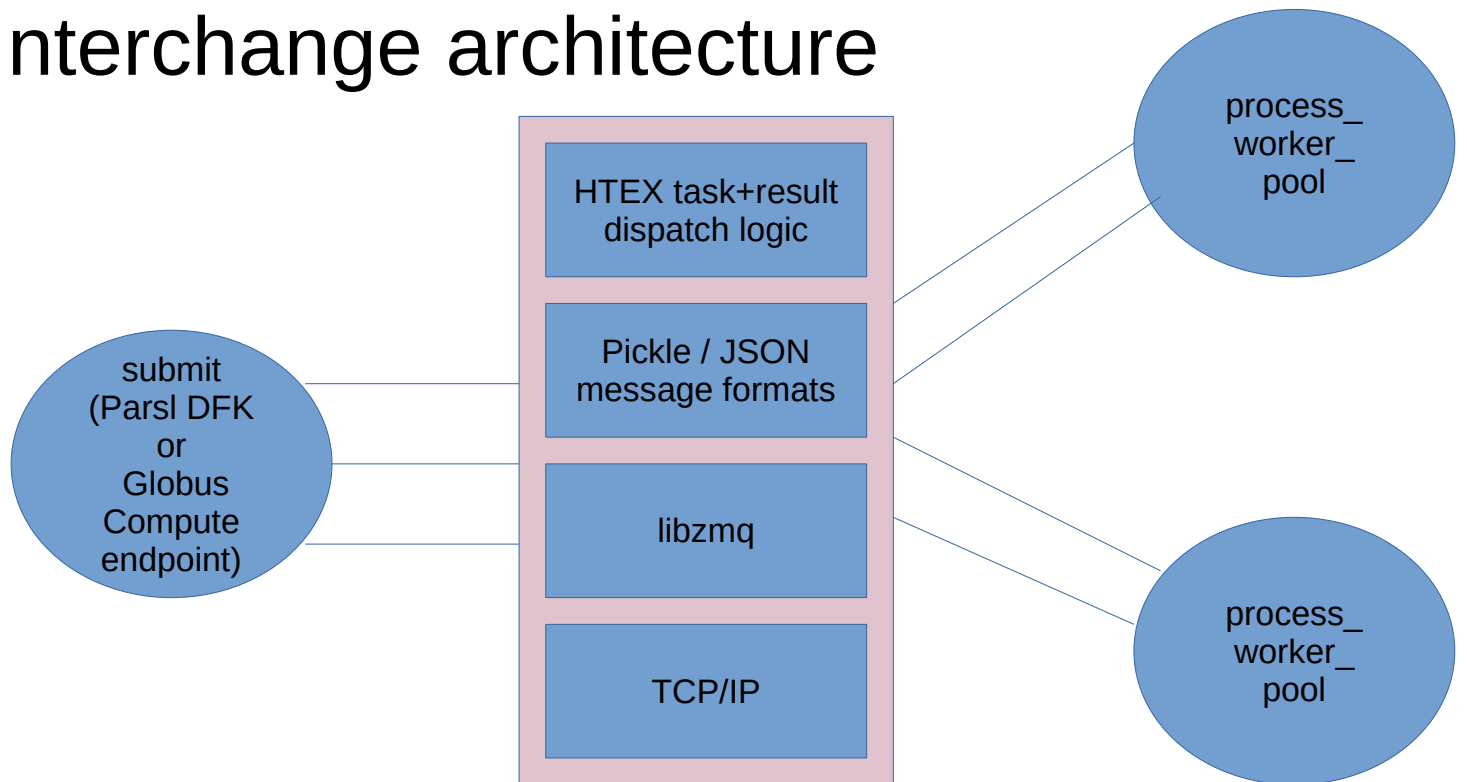 nterchange architecture
process_
worker_
pool
HTEX task+result
dispatch logic
Pickle / JSON
message formats
submit
(Parsl DFK
or
Globus
Compute
endpoint)
libzmq
process_
worker_
pool
TCP/IP